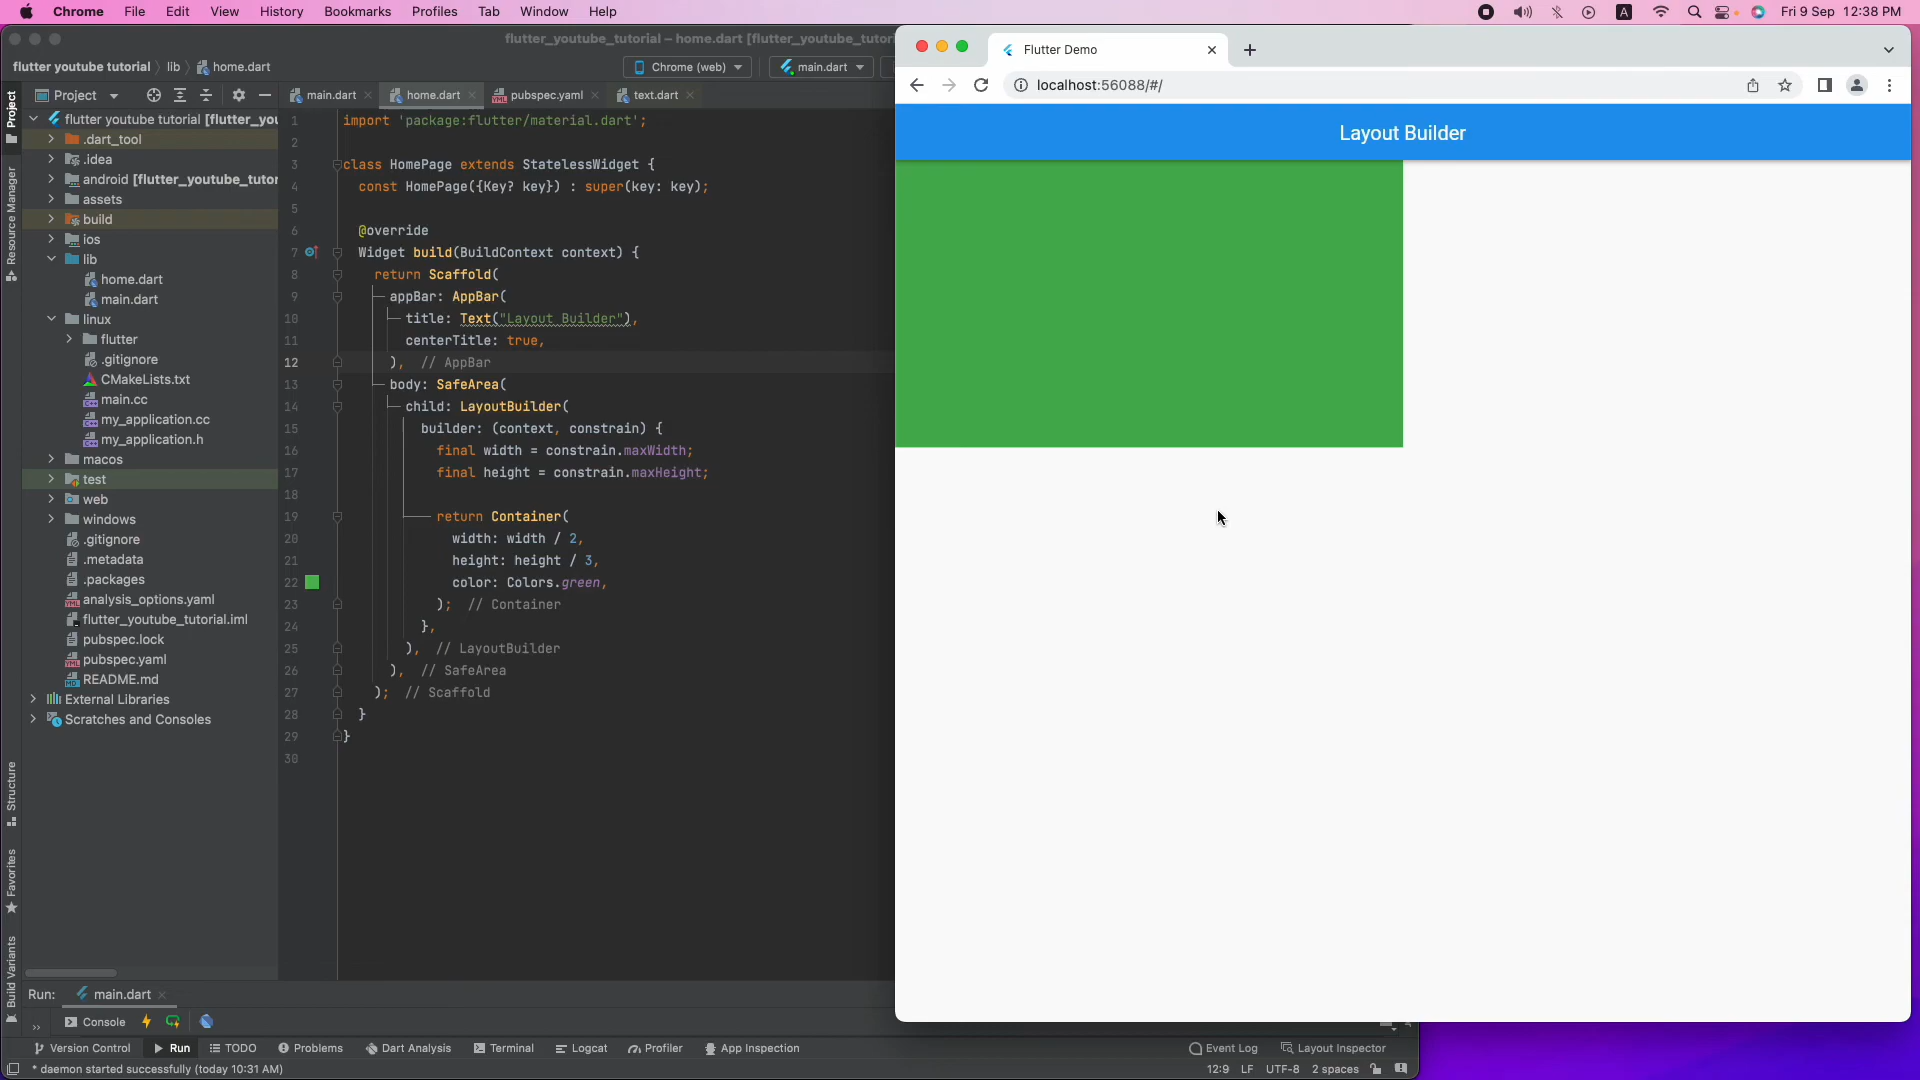 Chrome File Edit View History Bookmarks Profiles Tab Window Help
A Fri 9 Sep 12:38 PM
flutter_youtube_tutorial – home.dart [flutter_youtube_tutor
flutter youtube tutorial lib home.dart
Chrome (web) main.dart
Project
main.dart home.dart pubspec.yaml text.dart
Project
Resource Manager
Structure
Favorites
Build Variants
flutter youtube tutorial [flutter_you
.dart_tool
.idea
android [flutter_youtube_tutor
assets
build
ios
lib
home.dart
main.dart
linux
flutter
.gitignore
CMakeLists.txt
main.cc
my_application.cc
my_application.h
macos
test
web
windows
.gitignore
.metadata
.packages
analysis_options.yaml
flutter_youtube_tutorial.iml
pubspec.lock
pubspec.yaml
README.md
External Libraries
Scratches and Consoles
1 import 'package:flutter/material.dart';
2
3 class HomePage extends StatelessWidget {
4 const HomePage({Key? key}) : super(key: key);
5
6 @override
7 Widget build(BuildContext context) {
8 return Scaffold(
9 appBar: AppBar(
10 title: Text("Layout Builder"),
11 centerTitle: true,
12 ), // AppBar
13 body: SafeArea(
14 child: LayoutBuilder(
15 builder: (context, constrain) {
16 final width = constrain.maxWidth;
17 final height = constrain.maxHeight;
18
19 return Container(
20 width: width / 2,
21 height: height / 3,
22 color: Colors.green,
23 ); // Container
24 },
25 ), // LayoutBuilder
26 ), // SafeArea
27 ); // Scaffold
28 }
29 }
30
Flutter Demo
localhost:56088/#/
Layout Builder
Run: main.dart
Console
Version Control Run TODO Problems Dart Analysis Terminal Logcat Profiler App Inspection Event Log Layout Inspector
* daemon started successfully (today 10:31 AM) 12:9 LF UTF-8 2 spaces